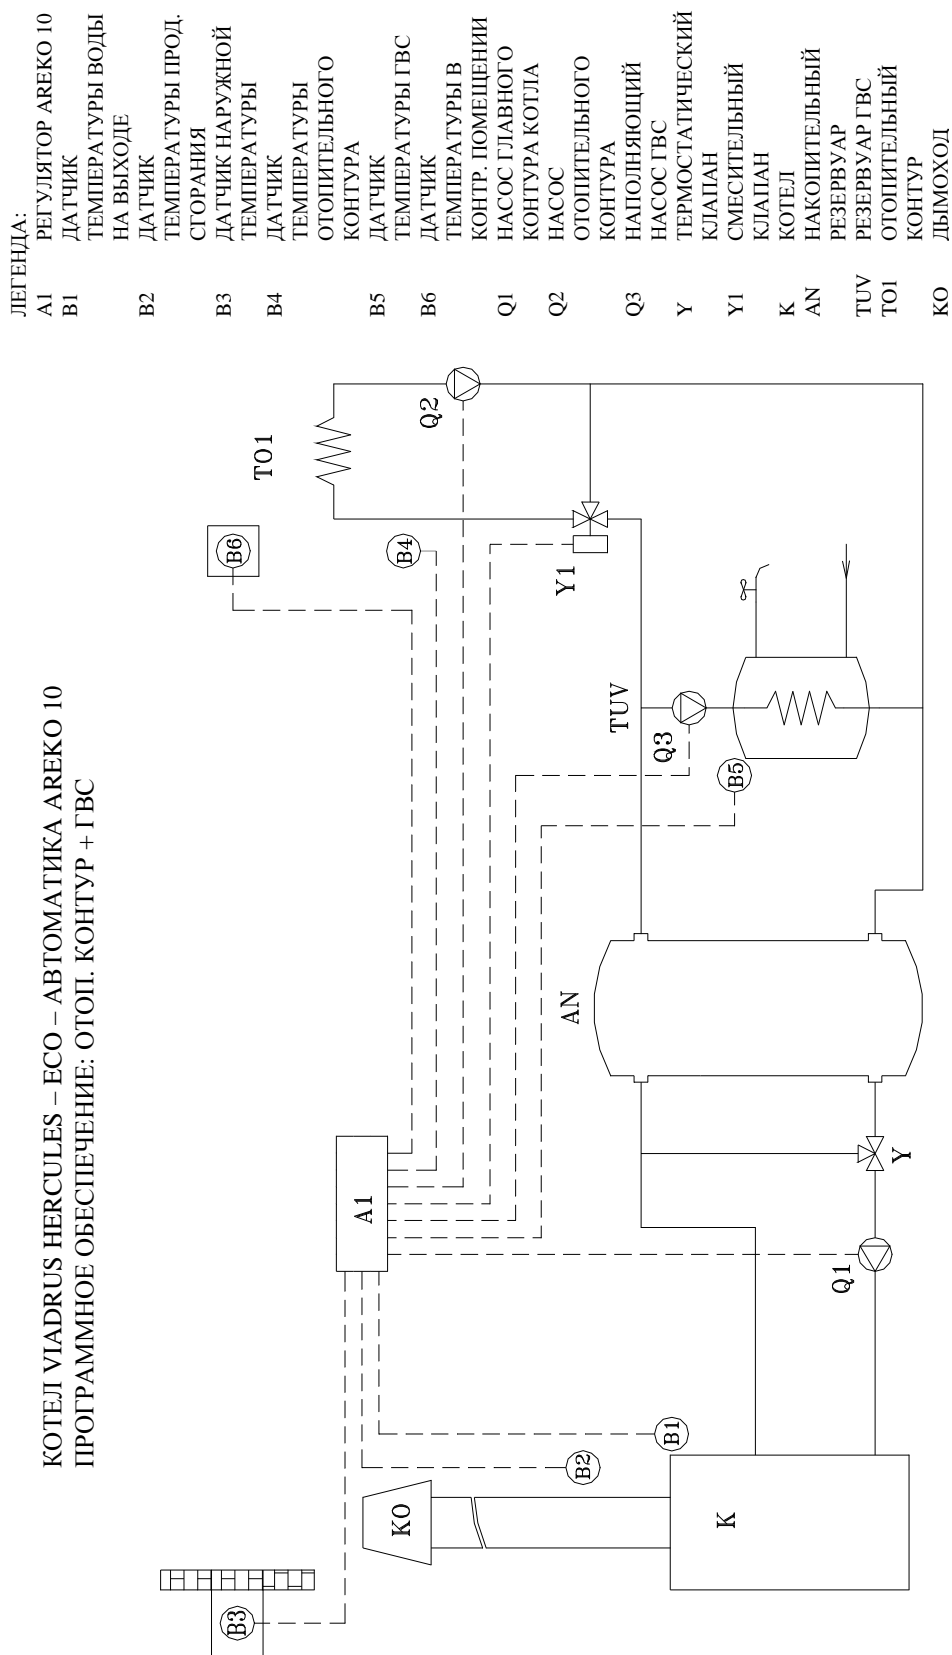 КОТЕЛ VIADRUS HERCULES – ECO – АВТОМАТИКА AREKO 10
ПРОГРАММНОЕ ОБЕСПЕЧЕНИЕ: ОТОП. КОНТУР + ГВС
ЛЕГЕНДА:
A1 РЕГУЛЯТОР AREKO 10
B1 ДАТЧИК
ТЕМПЕРАТУРЫ ВОДЫ
НА ВЫХОДЕ
B2 ДАТЧИК
ТЕМПЕРАТУРЫ ПРОД.
СГОРАНИЯ
B3 ДАТЧИК НАРУЖНОЙ
ТЕМПЕРАТУРЫ
B4 ДАТЧИК
ТЕМПЕРАТУРЫ
ОТОПИТЕЛЬНОГО
КОНТУРА
B5 ДАТЧИК
ТЕМПЕРАТУРЫ ГВС
B6 ДАТЧИК
ТЕМПЕРАТУРЫ В
КОНТР. ПОМЕЩЕНИИ
Q1 НАСОС ГЛАВНОГО
КОНТУРА КОТЛА
Q2 НАСОС
ОТОПИТЕЛЬНОГО
КОНТУРА
Q3 НАПОЛНЯЮЩИЙ
НАСОС ГВС
Y ТЕРМОСТАТИЧЕСКИЙ
КЛАПАН
Y1 СМЕСИТЕЛЬНЫЙ
КЛАПАН
K КОТЕЛ
AN НАКОПИТЕЛЬНЫЙ
РЕЗЕРВУАР
TUV РЕЗЕРВУАР ГВС
TO1 ОТОПИТЕЛЬНЫЙ
КОНТУР
KO ДЫМОХОД
B3
KO
B2
B1
K
A1
Q1
Y
AN
B6
B4
TO1
Q2
Y1
TUV
Q3
B5